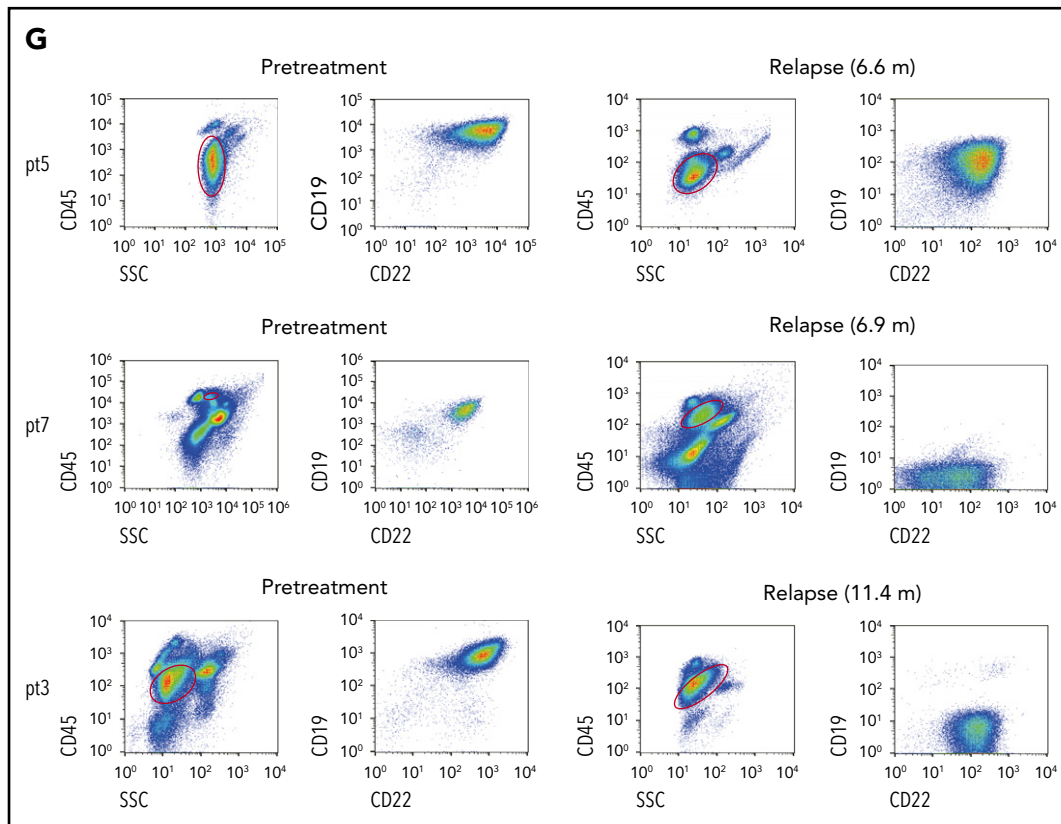 G
Pretreatment
Relapse (6.6 m)
pt5
CD45
10⁵
10⁴
10³
10²
10¹
10⁰
10⁰ 10¹ 10² 10³ 10⁴ 10⁵
SSC
CD19
10⁵
10⁴
10³
10²
10¹
10⁰
10⁰ 10¹ 10² 10³ 10⁴ 10⁵
CD22
CD45
10⁴
10³
10²
10¹
10⁰
10⁰ 10¹ 10² 10³ 10⁴
SSC
CD19
10⁴
10³
10²
10¹
10⁰
10⁰ 10¹ 10² 10³ 10⁴
CD22
Pretreatment
Relapse (6.9 m)
pt7
CD45
10⁶
10⁵
10⁴
10³
10²
10¹
10⁰
10⁰ 10¹ 10² 10³ 10⁴ 10⁵ 10⁶
SSC
CD19
10⁶
10⁵
10⁴
10³
10²
10¹
10⁰
10⁰ 10¹ 10² 10³ 10⁴ 10⁵ 10⁶
CD22
CD45
10⁴
10³
10²
10¹
10⁰
10⁰ 10¹ 10² 10³ 10⁴
SSC
CD19
10⁴
10³
10²
10¹
10⁰
10⁰ 10¹ 10² 10³ 10⁴
CD22
Pretreatment
Relapse (11.4 m)
pt3
CD45
10⁴
10³
10²
10¹
10⁰
10⁰ 10¹ 10² 10³ 10⁴
SSC
CD19
10⁴
10³
10²
10¹
10⁰
10⁰ 10¹ 10² 10³ 10⁴
CD22
CD45
10⁴
10³
10²
10¹
10⁰
10⁰ 10¹ 10² 10³ 10⁴
SSC
CD19
10⁴
10³
10²
10¹
10⁰
10⁰ 10¹ 10² 10³ 10⁴
CD22